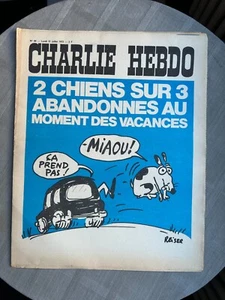 CHARLIE HEBDO
2 CHIENS SUR 3
ABANDONNES AU
MOMENT DES VACANCES
-MIAOU!
ÇA
PREND
PAS!
REISER